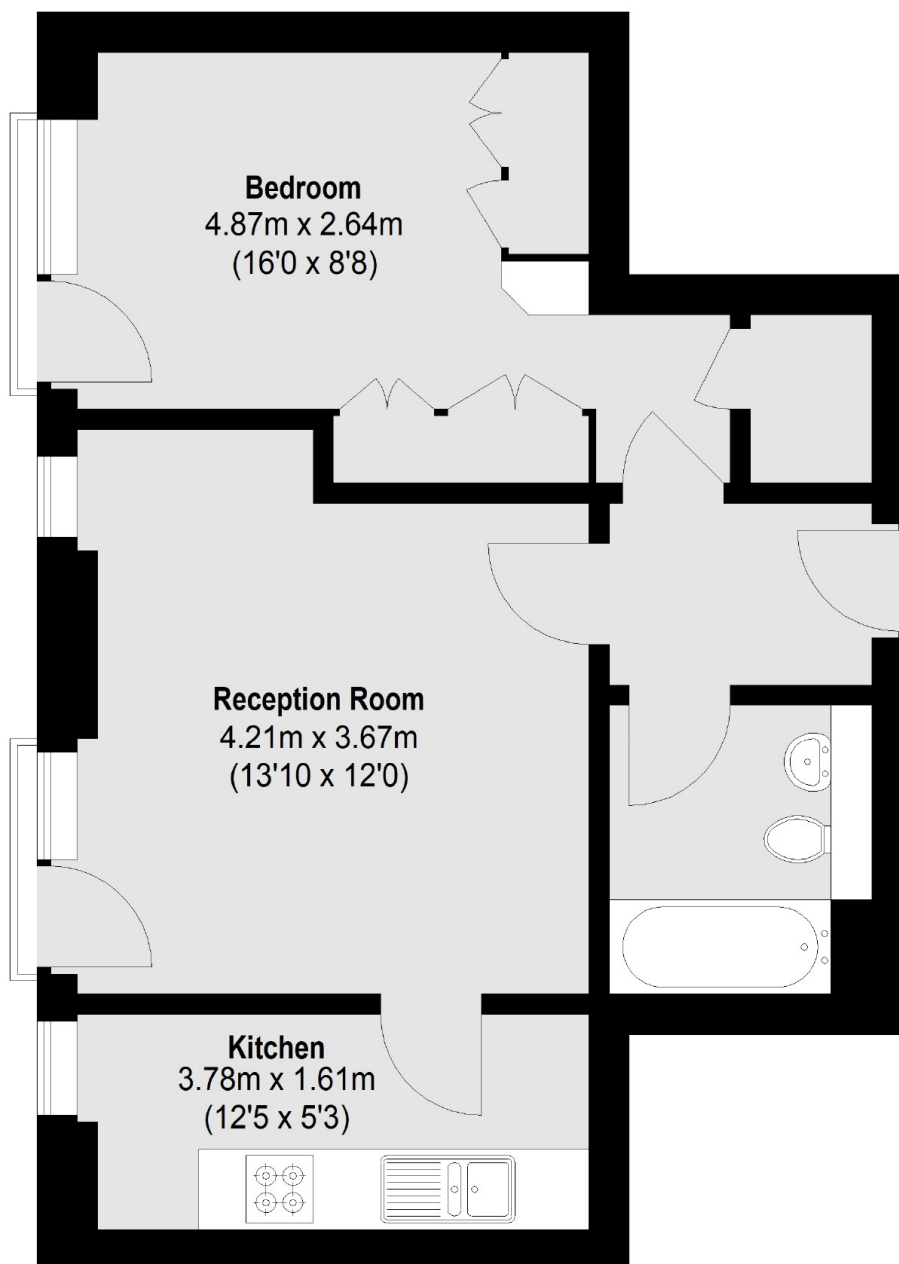 Bedroom
4.87m x 2.64m
(16'0 x 8'8)
Reception Room
4.21m x 3.67m
(13'10 x 12'0)
Kitchen
3.78m x 1.61m
(12'5 x 5'3)